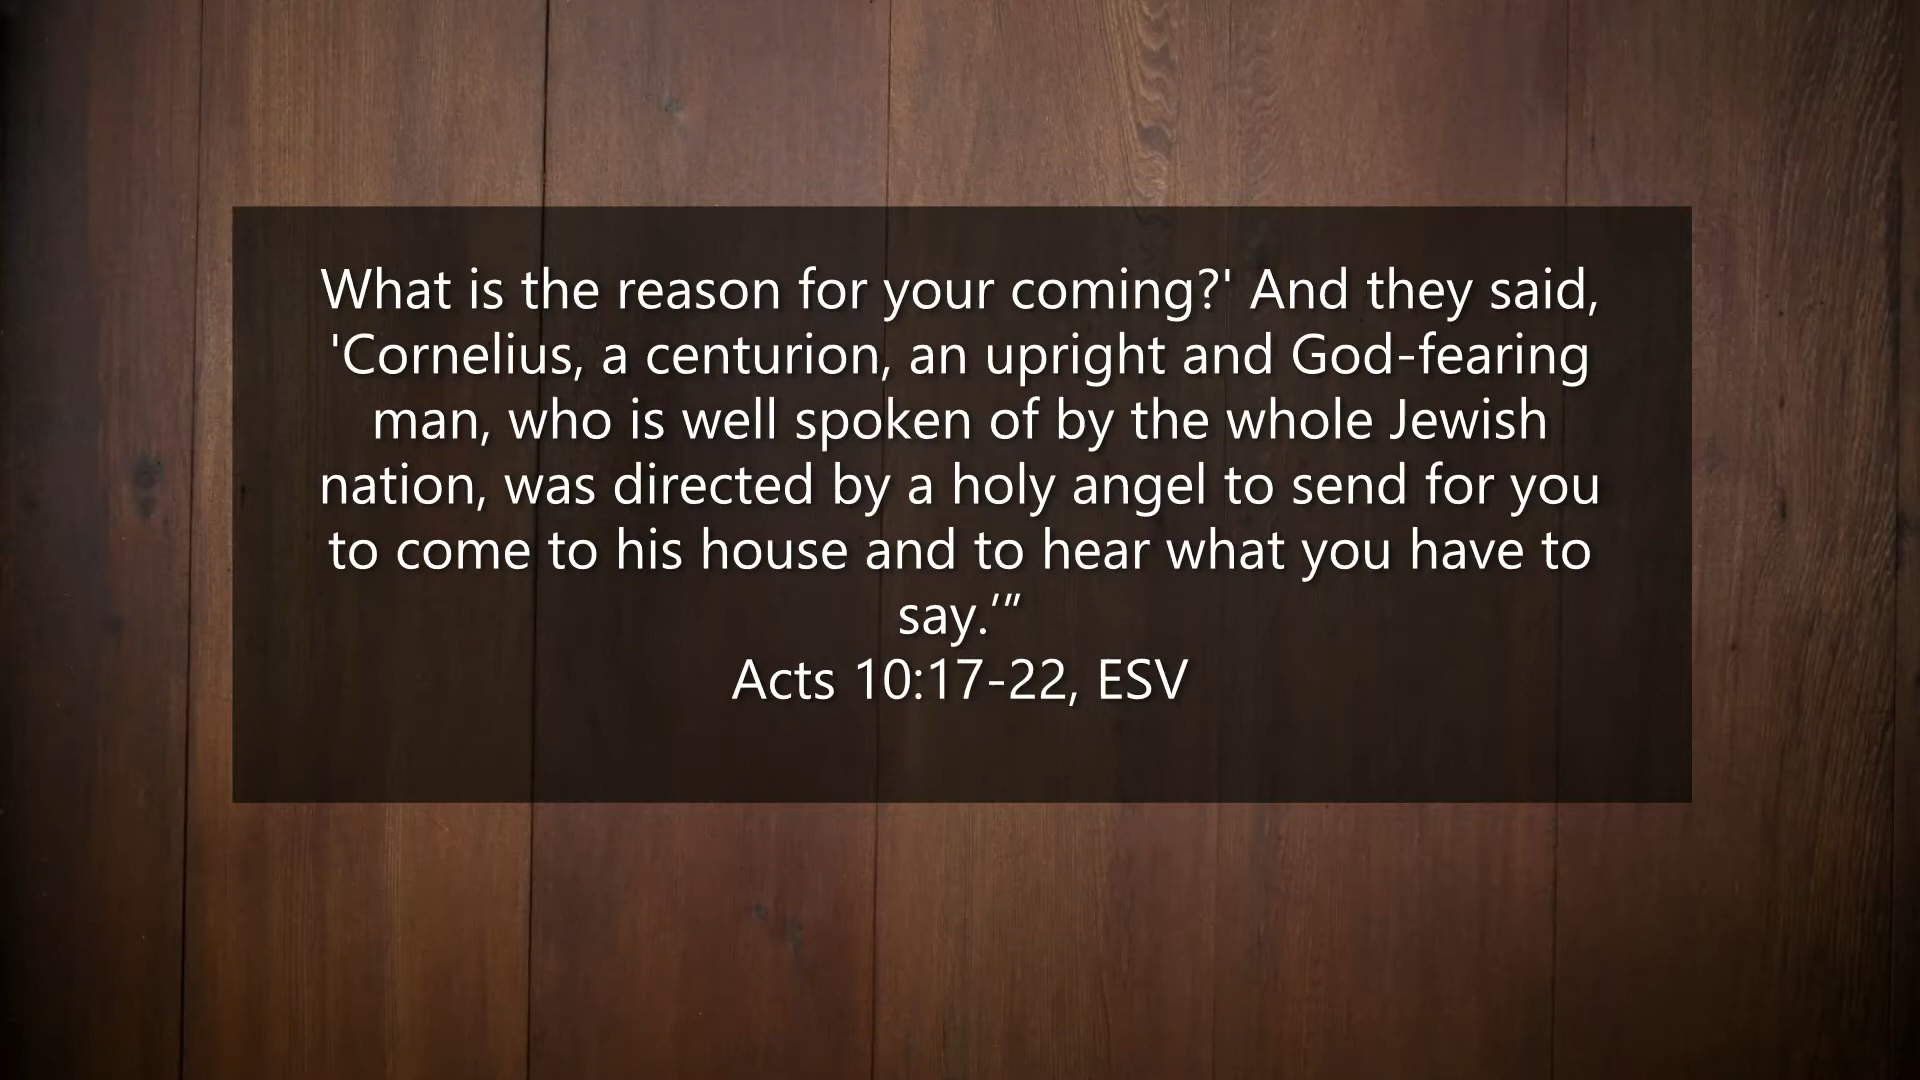 What is the reason for your coming?' And they said,
'Cornelius, a centurion, an upright and God-fearing
man, who is well spoken of by the whole Jewish
nation, was directed by a holy angel to send for you
to come to his house and to hear what you have to
say.’”
Acts 10:17-22, ESV